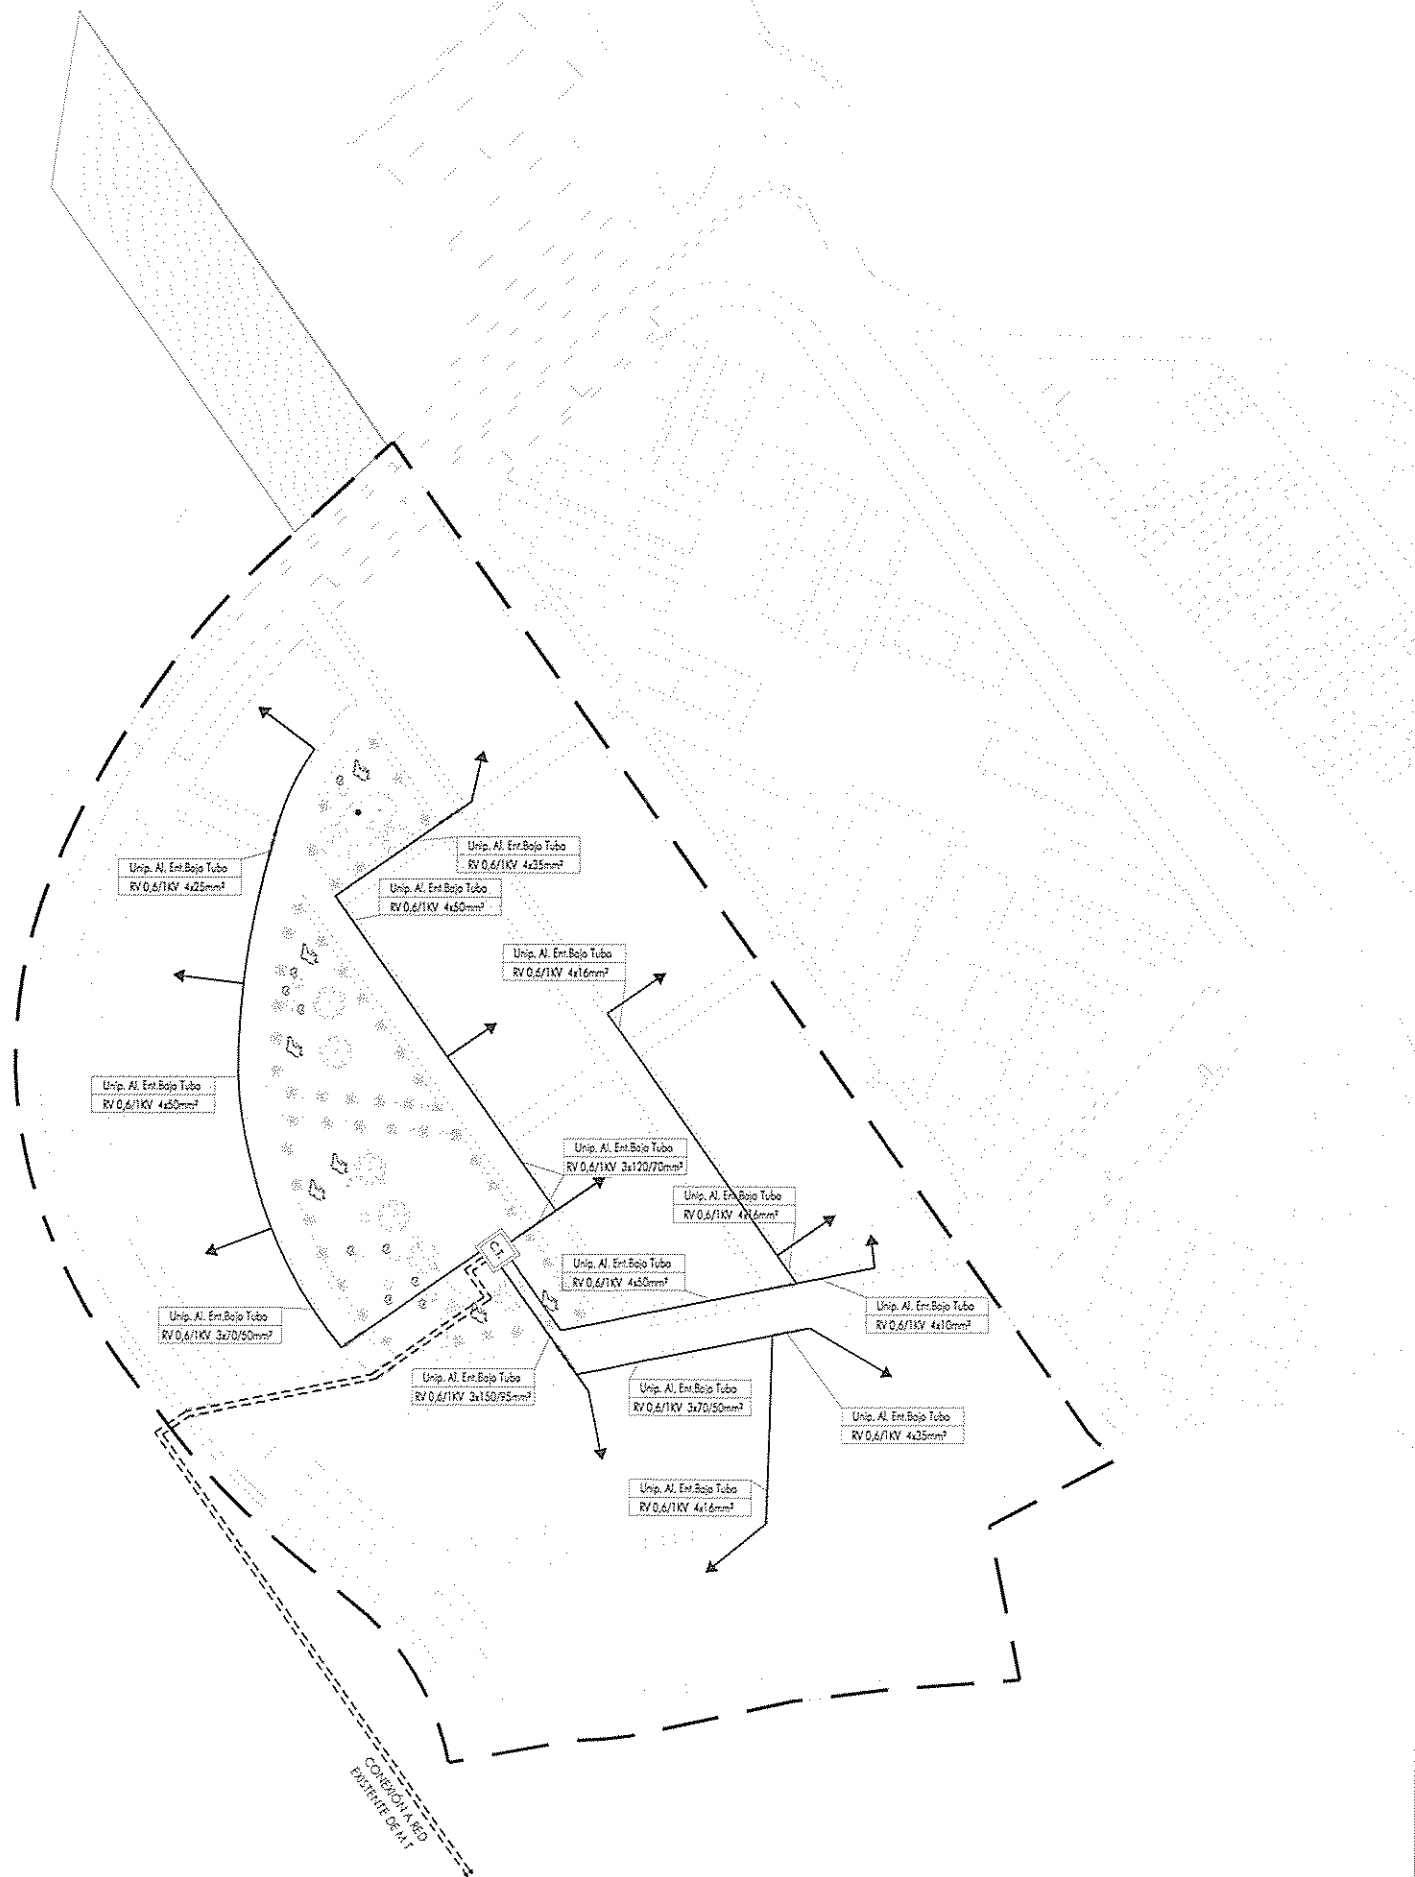 Unip. Al. Ent.Bajo Tubo
RV 0,6/1KV 4x35mm²
Unip. Al. Ent.Bajo Tubo
RV 0,6/1KV 4x25mm²
Unip. Al. Ent.Bajo Tubo
RV 0,6/1KV 4x50mm²
Unip. Al. Ent.Bajo Tubo
RV 0,6/1KV 4x16mm²
Unip. Al. Ent.Bajo Tubo
RV 0,6/1KV 4x50mm²
Unip. Al. Ent.Bajo Tubo
RV 0,6/1KV 3x120/70mm²
Unip. Al. Ent.Bajo Tubo
RV 0,6/1KV 4x16mm²
CT
Unip. Al. Ent.Bajo Tubo
RV 0,6/1KV 4x50mm²
Unip. Al. Ent.Bajo Tubo
RV 0,6/1KV 4x10mm²
Unip. Al. Ent.Bajo Tubo
RV 0,6/1KV 3x70/50mm²
Unip. Al. Ent.Bajo Tubo
RV 0,6/1KV 3x150/95mm²
Unip. Al. Ent.Bajo Tubo
RV 0,6/1KV 3x70/50mm²
Unip. Al. Ent.Bajo Tubo
RV 0,6/1KV 4x35mm²
Unip. Al. Ent.Bajo Tubo
RV 0,6/1KV 4x16mm²
CONEXIÓN A RED
EXISTENTE DE M.T